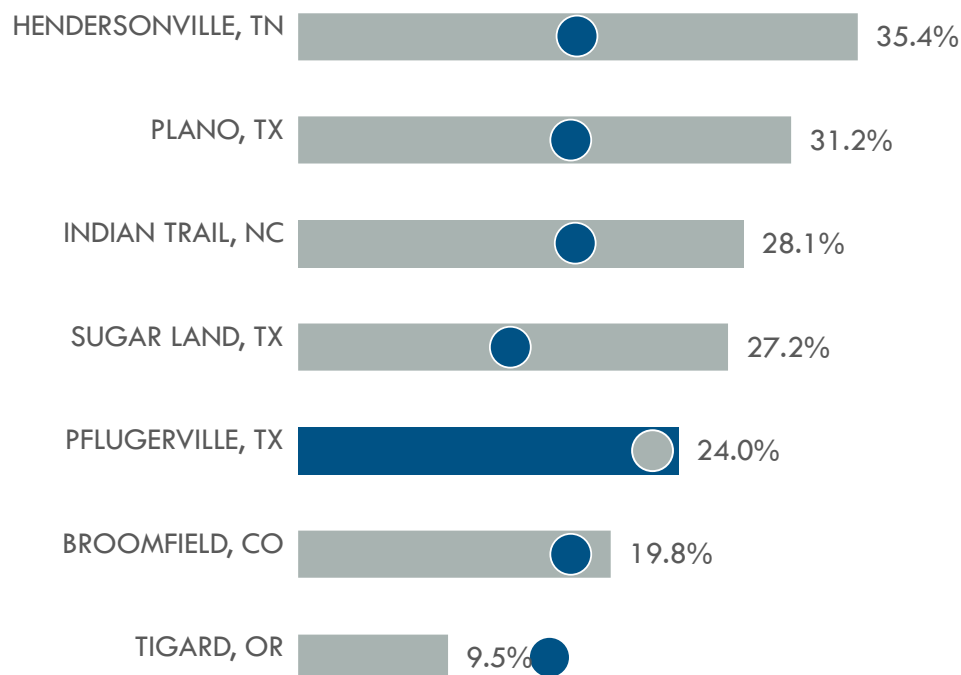 HENDERSONVILLE, TN 35.4%
PLANO, TX 31.2%
INDIAN TRAIL, NC 28.1%
SUGAR LAND, TX 27.2%
PFLUGERVILLE, TX 24.0%
BROOMFIELD, CO 19.8%
TIGARD, OR 9.5%